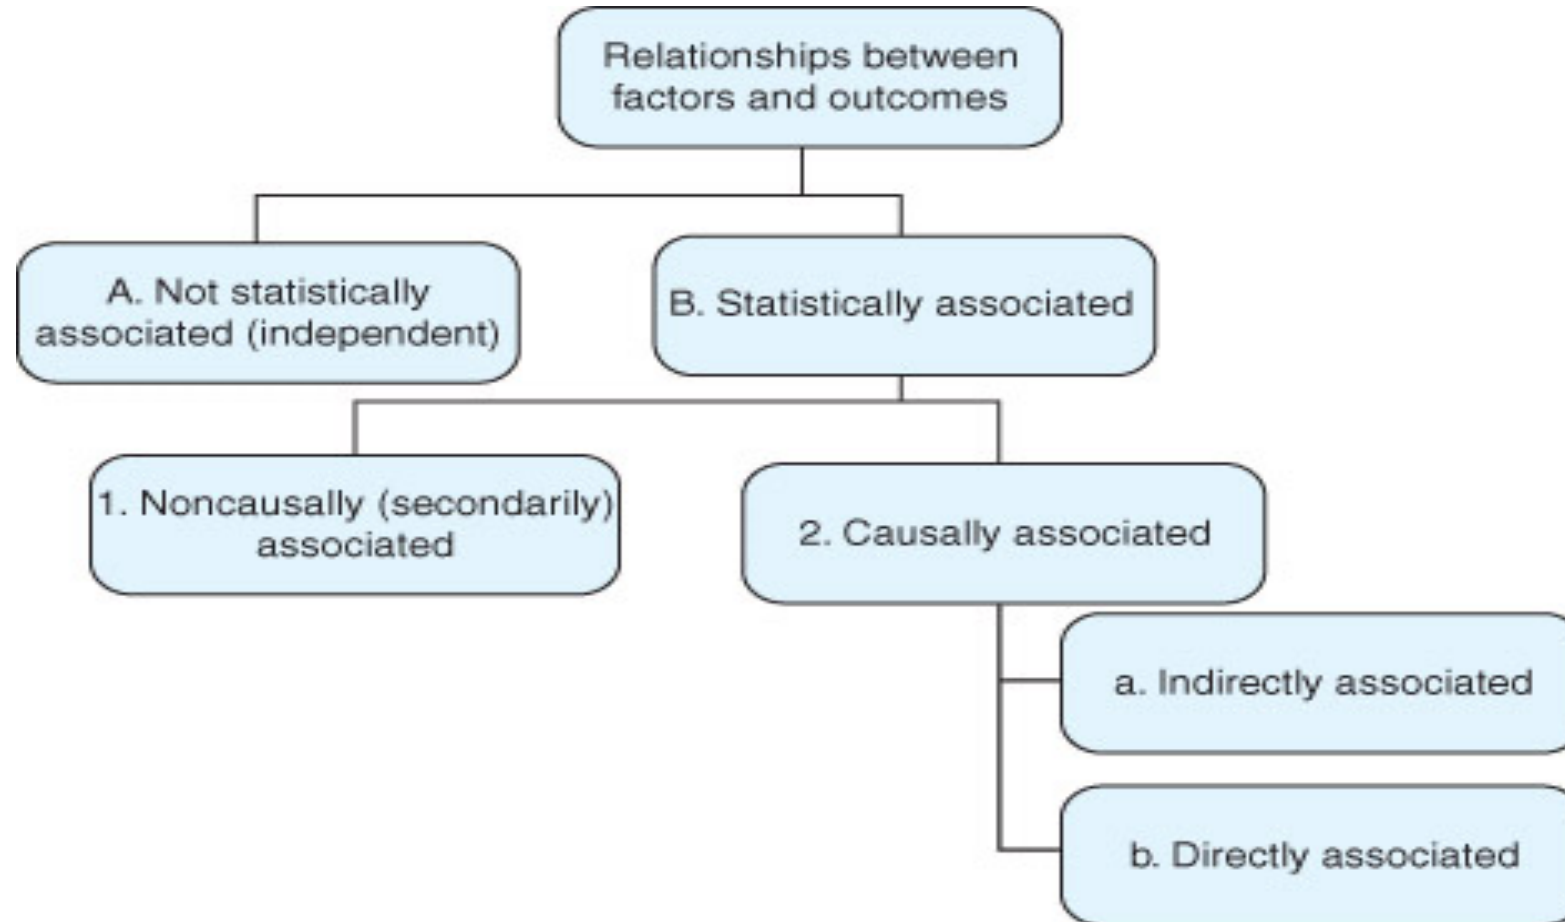 Relationships between
factors and outcomes
A. Not statistically
associated (independent)
B. Statistically associated
1. Noncausally (secondarily)
associated
2. Causally associated
a. Indirectly associated
b. Directly associated